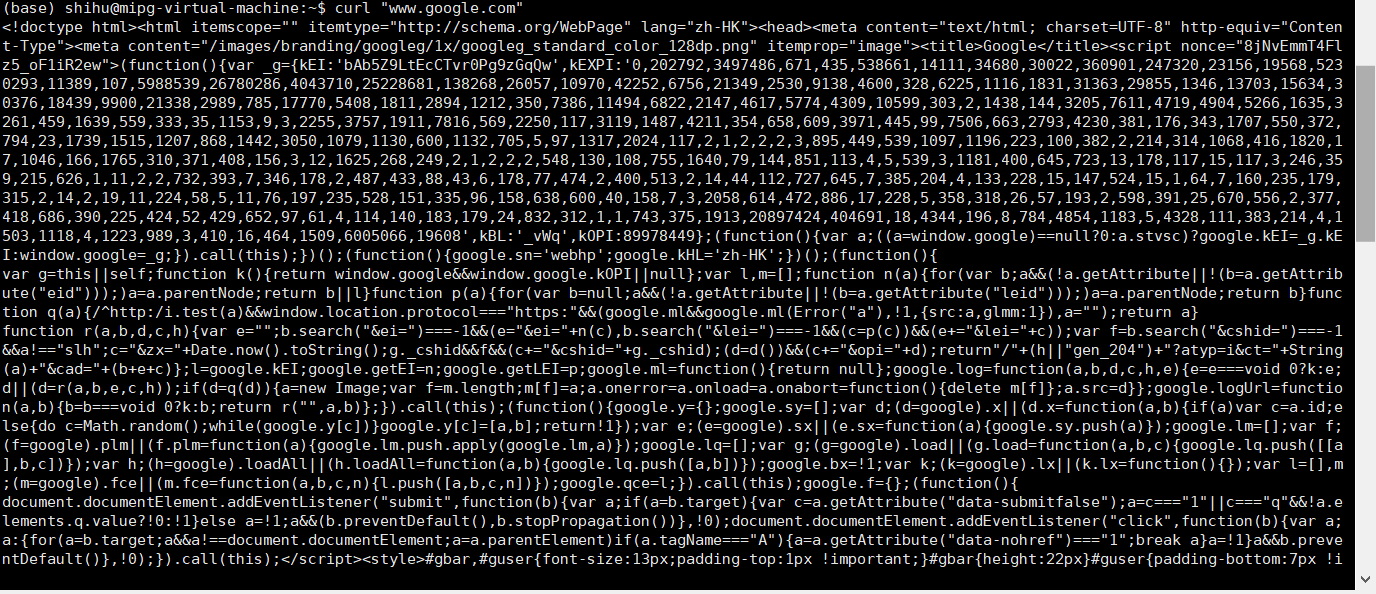 (base) shihu@mipg-virtual-machine:~$ curl "www.google.com"
<!doctype html><html itemscope="" itemtype="http://schema.org/WebPage" lang="zh-HK"><head><meta content="text/html; charset=UTF-8" http-equiv="Conten
t-Type"><meta content="/images/branding/googleg/1x/googleg_standard_color_128dp.png" itemprop="image"><title>Google</title><script nonce="8jNvEmmT4Fl
z5_oF1iR2ew">(function(){var _g={kEI:'bAb5Z9LtEcCTvr0Pg9zGqQw',kEXPI:'0,202792,3497486,671,435,538661,14111,34680,30022,360901,247320,23156,19568,523
0293,11389,107,5988539,26780286,4043710,25228681,138268,26057,10970,42252,6756,21349,2530,9138,4600,328,6225,1116,1831,31363,29855,1346,13703,15634,3
0376,18439,9900,21338,2989,785,17770,5408,1811,2894,1212,350,7386,11494,6822,2147,4617,5774,4309,10599,303,2,1438,144,3205,7611,4719,4904,5266,1635,3
261,459,1639,559,333,35,1153,9,3,2255,3757,1911,7816,569,2250,117,3119,1487,4211,354,658,609,3971,445,99,7506,663,2793,4230,381,176,343,1707,550,372,
794,23,1739,1515,1207,868,1442,3050,1079,1130,600,1132,705,5,97,1317,2024,117,2,1,2,2,2,3,895,449,539,1097,1196,223,100,382,2,214,314,1068,416,1820,1
7,1046,166,1765,310,371,408,156,3,12,1625,268,249,2,1,2,2,2,548,130,108,755,1640,79,144,851,113,4,5,539,3,1181,400,645,723,13,178,117,15,117,3,246,35
9,215,626,1,11,2,2,732,393,7,346,178,2,487,433,88,43,6,178,77,474,2,400,513,2,14,44,112,727,645,7,385,204,4,133,228,15,147,524,15,1,64,7,160,235,179,
315,2,14,2,19,11,224,58,5,11,76,197,235,528,151,335,96,158,638,600,40,158,7,3,2058,614,472,886,17,228,5,358,318,26,57,193,2,598,391,25,670,556,2,377,
418,686,390,225,424,52,429,652,97,61,4,114,140,183,179,24,832,312,1,1,743,375,1913,20897424,404691,18,4344,196,8,784,4854,1183,5,4328,111,383,214,4,1
503,1118,4,1223,989,3,410,16,464,1509,6005066,19608',kBL:'_vWq',kOPI:89978449};(function(){var a;((a=window.google)==null?0:a.stvsc)?google.kEI=_g.kE
I:window.google=_g;}).call(this);})();(function(){google.sn='webhp';google.kHL='zh-HK';})();(function(){
var g=this||self;function k(){return window.google&&window.google.kOPI||null};var l,m=[];function n(a){for(var b;a&&(!a.getAttribute||!(b=a.getAttrib
ute("eid")));)a=a.parentNode;return b||l}function p(a){for(var b=null;a&&(!a.getAttribute||!(b=a.getAttribute("leid")));)a=a.parentNode;return b}func
tion q(a){/^http:/i.test(a)&&window.location.protocol==="https:"&&(google.ml&&google.ml(Error("a"),!1,{src:a,glmm:1}),a="");return a}
function r(a,b,d,c,h){var e="";b.search("&ei=")===-1&&(e="&ei="+n(c),b.search("&lei=")===-1&&(c=p(c))&&(e+="&lei="+c));var f=b.search("&cshid=")===-1
&&a!=="slh";c="&zx="+Date.now().toString();g._cshid&&f&&(c+="&cshid="+g._cshid);(d=d())&&(c+="&opi="+d);return"/"+(h||"gen_204")+"?atyp=i&ct="+String
(a)+"&cad="+(b+e+c)};l=google.kEI;google.getEI=n;google.getLEI=p;google.ml=function(){return null};google.log=function(a,b,d,c,h,e){e=e===void 0?k:e;
d||(d=r(a,b,e,c,h));if(d=q(d)){a=new Image;var f=m.length;m[f]=a;a.onerror=a.onload=a.onabort=function(){delete m[f]};a.src=d}};google.logUrl=functio
n(a,b){b=b===void 0?k:b;return r("",a,b)};}).call(this);(function(){google.y={};google.sy=[];var d;(d=google).x||(d.x=function(a,b){if(a)var c=a.id;e
lse{do c=Math.random();while(google.y[c])}google.y[c]=[a,b];return!1});var e;(e=google).sx||(e.sx=function(a){google.sy.push(a)});google.lm=[];var f;
(f=google).plm||(f.plm=function(a){google.lm.push.apply(google.lm,a)});google.lq=[];var g;(g=google).load||(g.load=function(a,b,c){google.lq.push([[a
],b,c])});var h;(h=google).loadAll||(h.loadAll=function(a,b){google.lq.push([a,b])});google.bx=!1;var k;(k=google).lx||(k.lx=function(){});var l=[],m
;(m=google).fce||(m.fce=function(a,b,c,n){l.push([a,b,c,n])});google.qce=l;}).call(this);google.f={};(function(){
document.documentElement.addEventListener("submit",function(b){var a;if(a=b.target){var c=a.getAttribute("data-submitfalse");a=c==="1"||c==="q"&&!a.e
lements.q.value?!0:!1}else a=!1;a&&(b.preventDefault(),b.stopPropagation())},!0);document.documentElement.addEventListener("click",function(b){var a;
a:{for(a=b.target;a&&a!==document.documentElement;a=a.parentElement)if(a.tagName==="A"){a=a.getAttribute("data-nohref")==="1";break a}a=!1}a&&b.preve
ntDefault()},!0);}).call(this);</script><style>#gbar,#guser{font-size:13px;padding-top:1px !important;}#gbar{height:22px}#guser{padding-bottom:7px !i